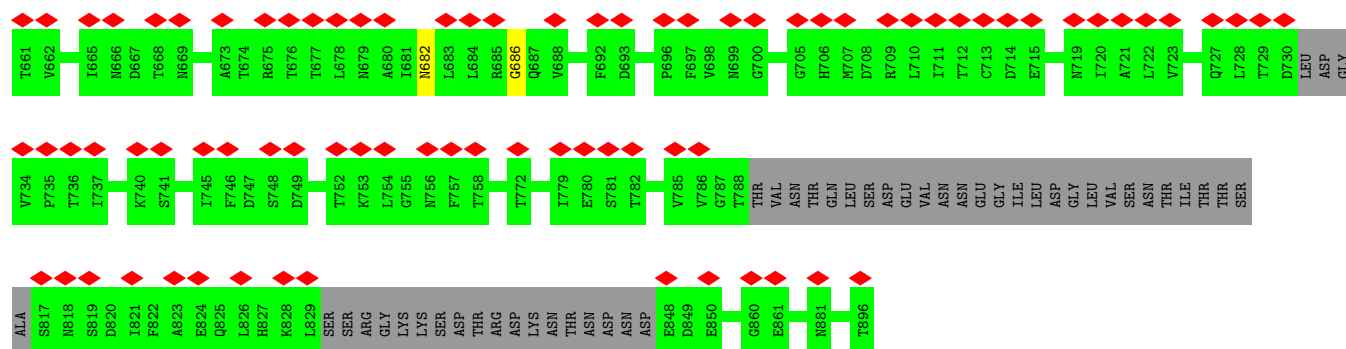 T661 V662 I665 N666 D667 T668 N669 A673 T674 R675 T676 T677 L678 N679 A680 I681 N682 L683 L684 R685 G686 Q687 V688 F692 D693 P696 F697 V698 N699 G700 G705 H706 M707 D708 R709 L710 I711 T712 C713 D714 E715 N719 I720 A721 L722 V723 Q727 L728 T729 D730 LEU ASP GLY
V734 P735 T736 I737 K740 S741 I745 F746 D747 S748 D749 T752 K753 L754 G755 N756 F757 T758 T772 I779 E780 S781 T782 V785 V786 G787 T788 THR VAL ASN THR GLN LEU SER ASP GLU VAL ASN ASN GLU GLY ILE LEU ASP GLY LEU VAL SER ASN THR ILE THR THR SER
ALA S817 N818 S819 D820 I821 F822 A823 E824 Q825 L826 H827 K828 L829 SER SER ARG GLY LYS LYS SER ASP THR ARG ASP LYS ASN THR ASN ASP ASN ASP E848 D849 E850 G860 E861 N881 T896